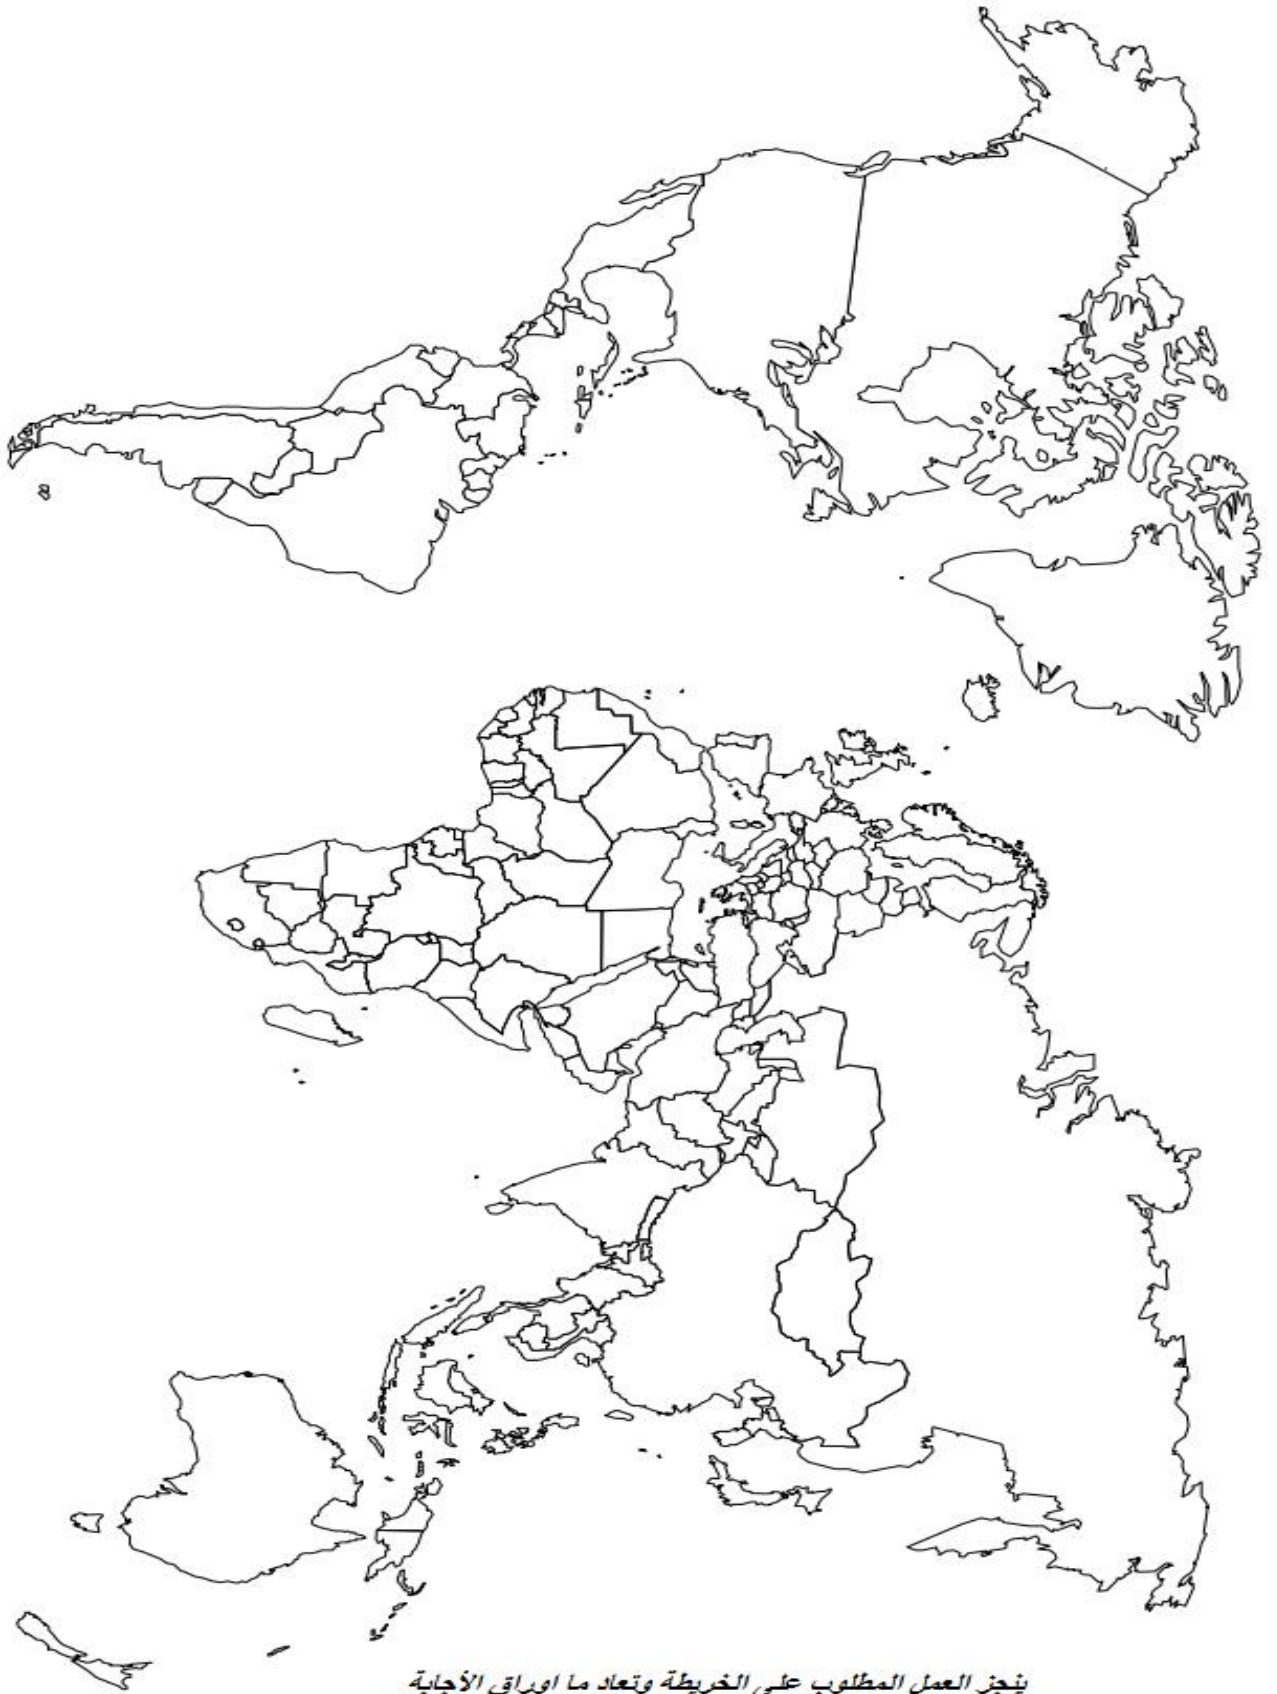 ينجز العمل المطلوب على الخريطة وتعاد ما اوراق الأجابة